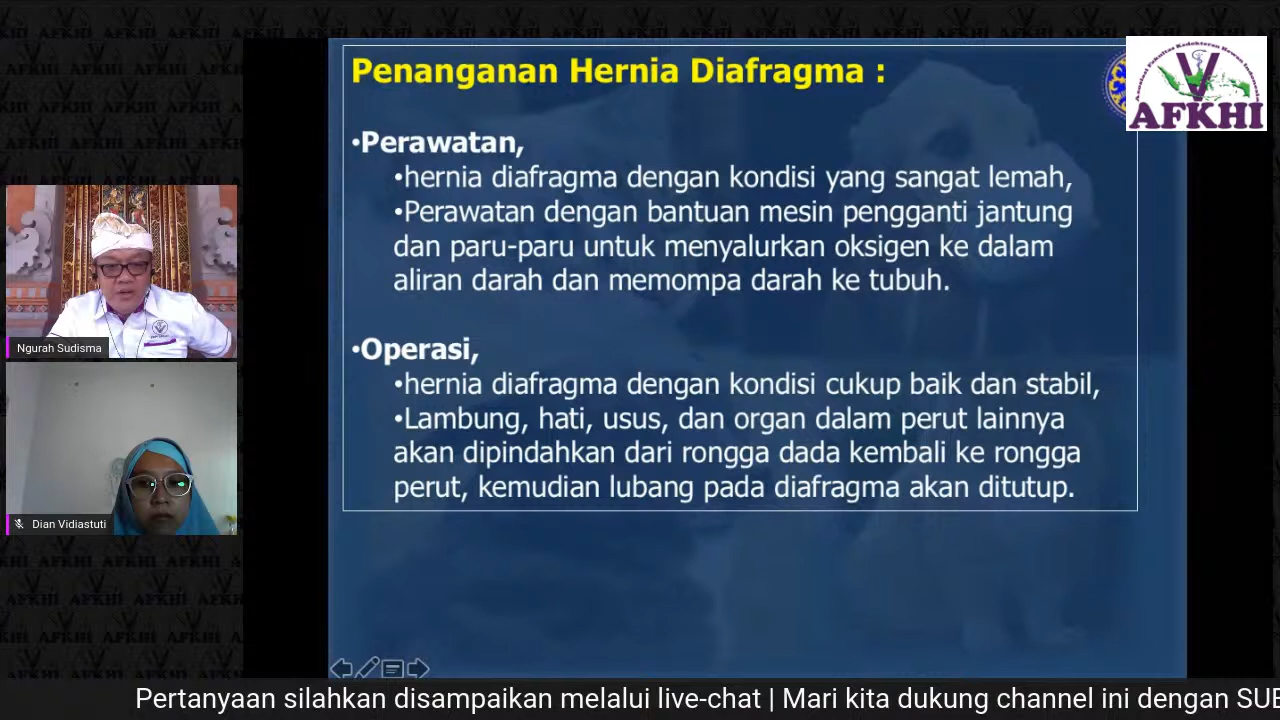 Penanganan Hernia Diafragma :
•Perawatan,
•hernia diafragma dengan kondisi yang sangat lemah,
•Perawatan dengan bantuan mesin pengganti jantung
dan paru-paru untuk menyalurkan oksigen ke dalam
aliran darah dan memompa darah ke tubuh.
•Operasi,
•hernia diafragma dengan kondisi cukup baik dan stabil,
•Lambung, hati, usus, dan organ dalam perut lainnya
akan dipindahkan dari rongga dada kembali ke rongga
perut, kemudian lubang pada diafragma akan ditutup.
AFKHI
Ngurah Sudisma
Dian Vidiastuti
Pertanyaan silahkan disampaikan melalui live-chat | Mari kita dukung channel ini dengan SUB